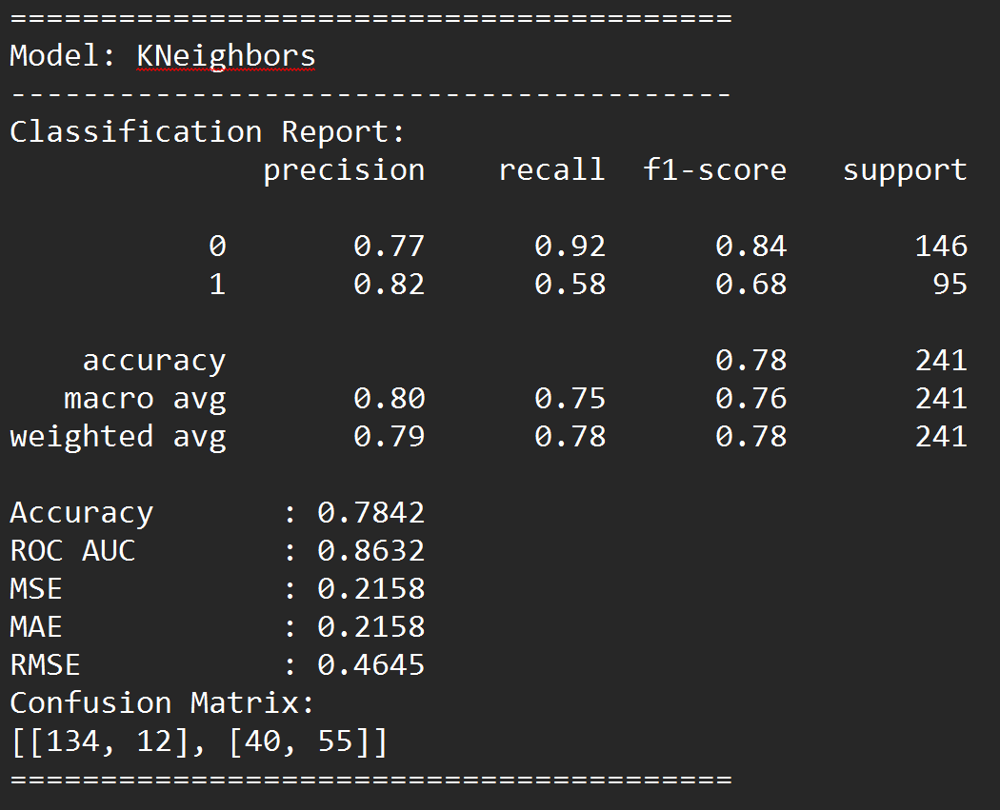 ========================================
Model: KNeighbors
----------------------------------------
Classification Report:
              precision    recall  f1-score   support

           0       0.77      0.92      0.84       146
           1       0.82      0.58      0.68        95

    accuracy                           0.78       241
   macro avg       0.80      0.75      0.76       241
weighted avg       0.79      0.78      0.78       241

Accuracy       : 0.7842
ROC AUC        : 0.8632
MSE            : 0.2158
MAE            : 0.2158
RMSE           : 0.4645
Confusion Matrix:
[[134, 12], [40, 55]]
========================================